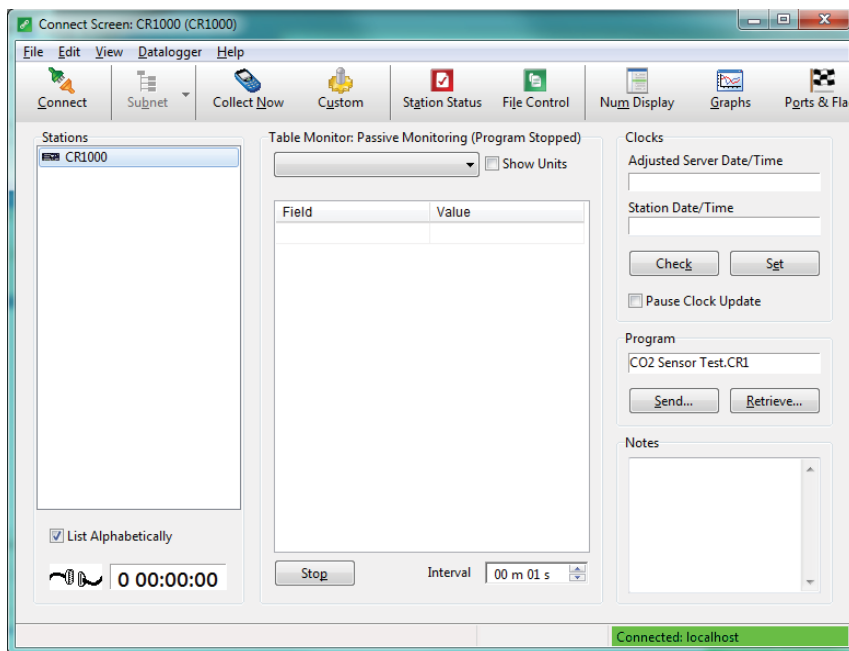 Connect Screen: CR1000 (CR1000)
File Edit View Datalogger Help
Connect Subnet Collect Now Custom Station Status File Control Num Display Graphs Ports & Fla
Stations
CR1000
List Alphabetically
0 00:00:00
Table Monitor: Passive Monitoring (Program Stopped)
Show Units
Field Value
Stop Interval 00 m 01 s
Clocks
Adjusted Server Date/Time
Station Date/Time
Check Set
Pause Clock Update
Program
CO2 Sensor Test.CR1
Send... Retrieve...
Notes
Connected: localhost